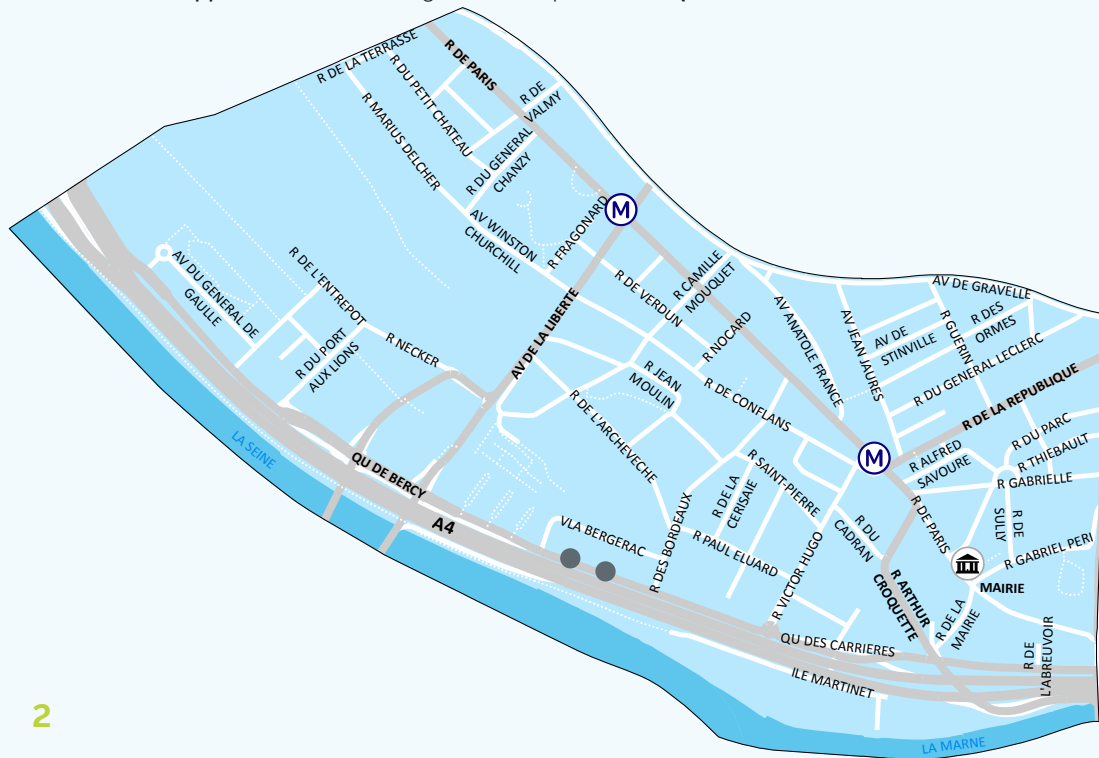 R DE LA TERRASSE
R DE PARIS
R DU PETIT CHATEAU
R DE
VALMY
R MARIUS DELCHER
R DU GENERAL
CHANZY
M
AV WINSTON
CHURCHILL
R FRAGONARD
R DE VERDUN
R CAMILLE
MOUQUET
R NOCARD
AV ANATOLE FRANCE
AV JEAN JAURES
AV DE GRAVELLE
R GUERIN
R DES
ORMES
AV DE
STINVILLE
R DU GENERAL LECLERC
R DE LA REPUBLIQUE
AV DU GENERAL DE
GAULLE
R DE L'ENTREPOT
R DU PORT
AUX LIONS
R NECKER
AV DE LA LIBERTE
R JEAN
MOULIN
R DE CONFLANS
R DE L'ARCHEVECHE
M
R ALFRED
SAVOURE
R DU PARC
R THIEBAULT
R GABRIELLE
LA SEINE
QU DE BERCY
A4
VLA BERGERAC
R DES BORDEAUX
R DE LA
CERISAIE
R SAINT-PIERRE
R PAUL ELUARD
R VICTOR HUGO
R DU
CADRAN
R DE PARIS
R DE
SULLY
R GABRIEL PERI
MAIRIE
R ARTHUR
CROQUETTE
R DE LA
MAIRIE
QU DES CARRIERES
ILE MARTINET
R DE
L'ABREUVOIR
2
LA MARNE